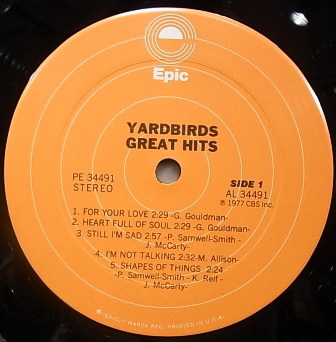 Epic
YARDBIRDS
GREAT HITS
PE 34491
STEREO
SIDE 1
AL 34491
℗ 1977 CBS Inc.
1. FOR YOUR LOVE 2:29 -G. Gouldman-
2. HEART FULL OF SOUL 2:29 -G. Gouldman-
3. STILL I'M SAD 2:57 -P. Samwell-Smith -
J. McCarty-
4. I'M NOT TALKING 2:32-M. Allison-
5. SHAPES OF THINGS 2:24
-P. Samwell-Smith - K. Relf -
J. McCarty-
"EPIC," MARCA REG. PRINTED IN U.S.A.